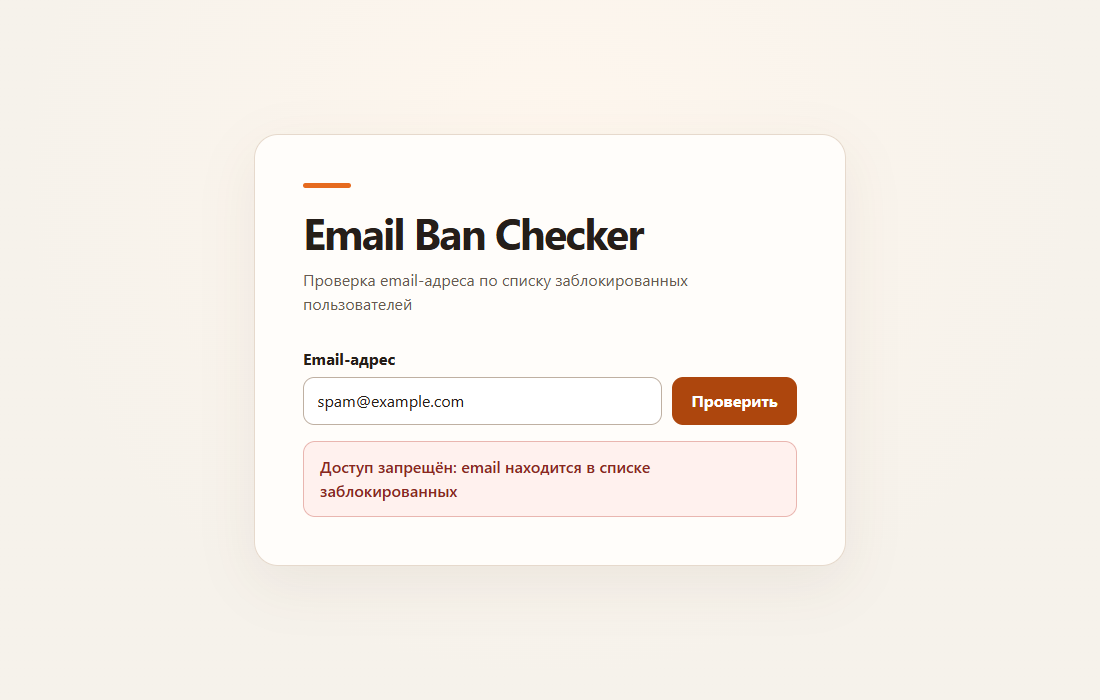 Email Ban Checker
Проверка email-адреса по списку заблокированных
пользователей
Email-адрес
spam@example.com
Проверить
Доступ запрещён: email находится в списке
заблокированных